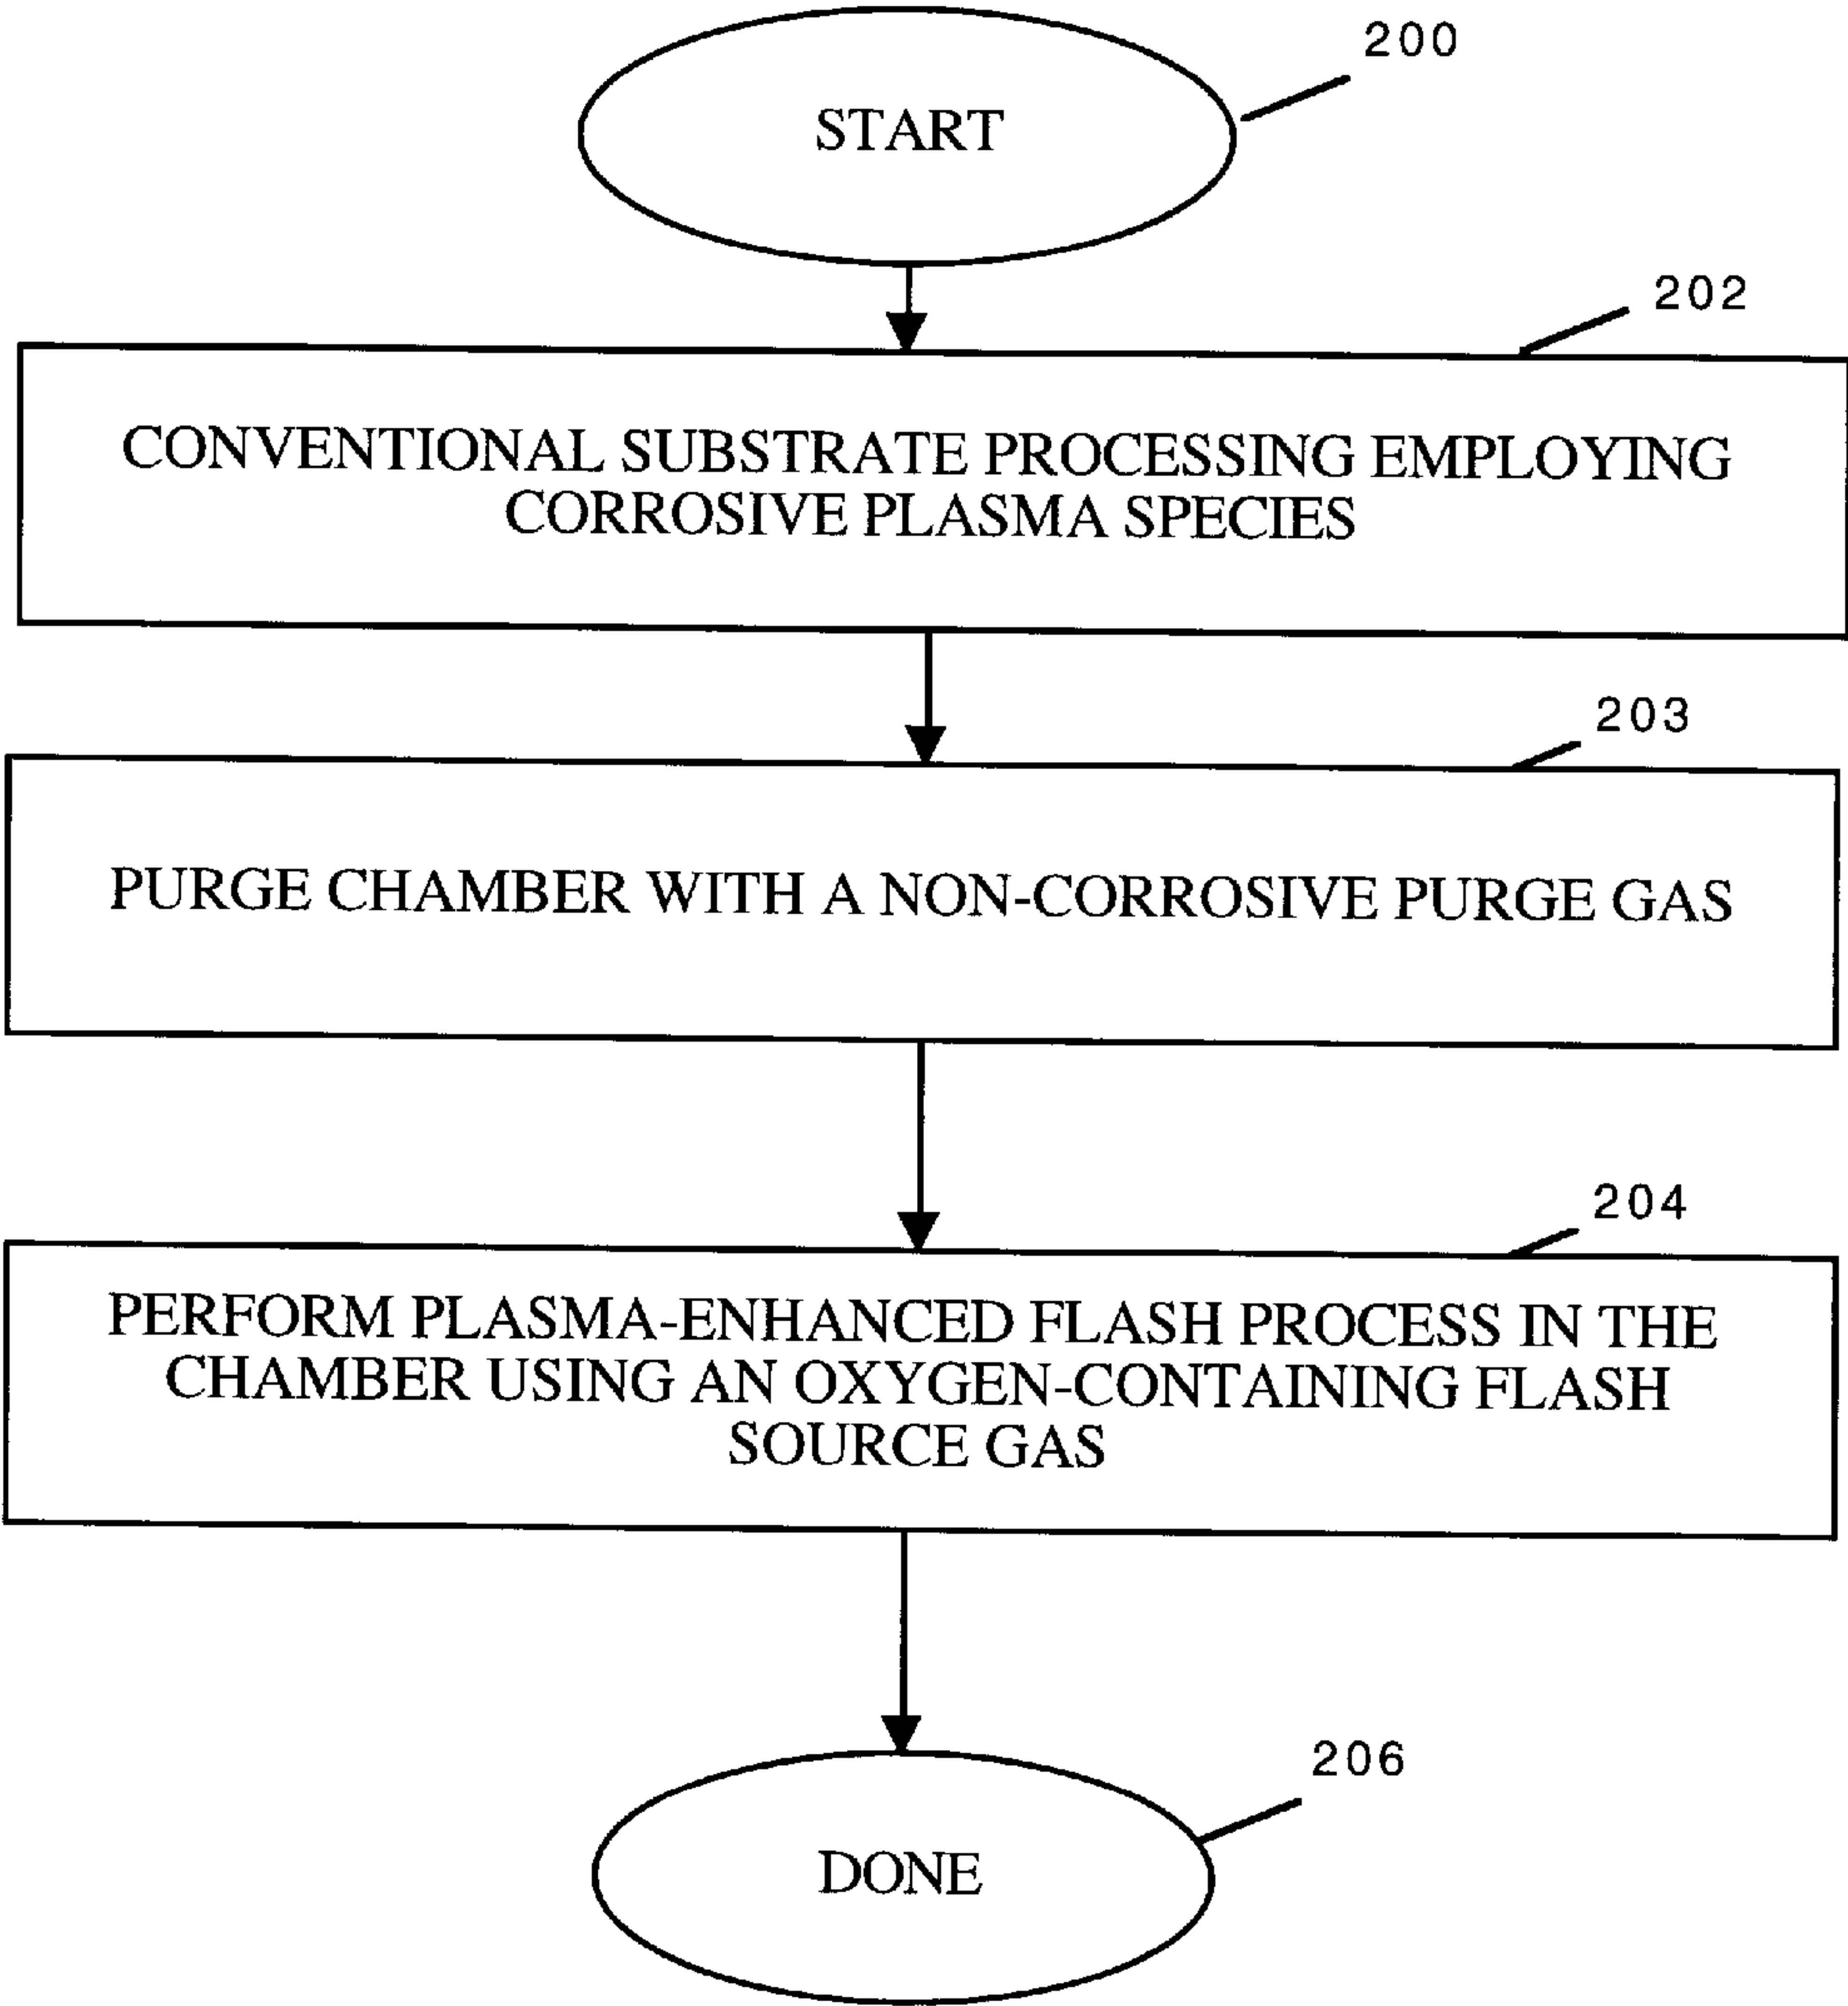 200
START
202
CONVENTIONAL SUBSTRATE PROCESSING EMPLOYING
CORROSIVE PLASMA SPECIES
203
PURGE CHAMBER WITH A NON-CORROSIVE PURGE GAS
204
PERFORM PLASMA-ENHANCED FLASH PROCESS IN THE
CHAMBER USING AN OXYGEN-CONTAINING FLASH
SOURCE GAS
206
DONE